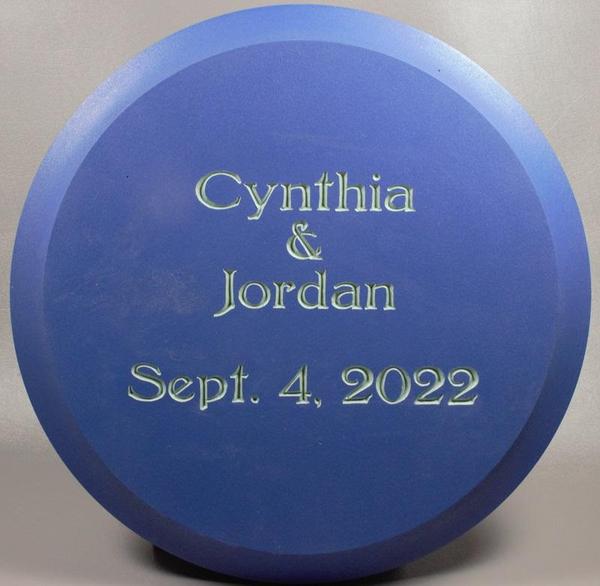 Cynthia
&
Jordan
Sept. 4, 2022